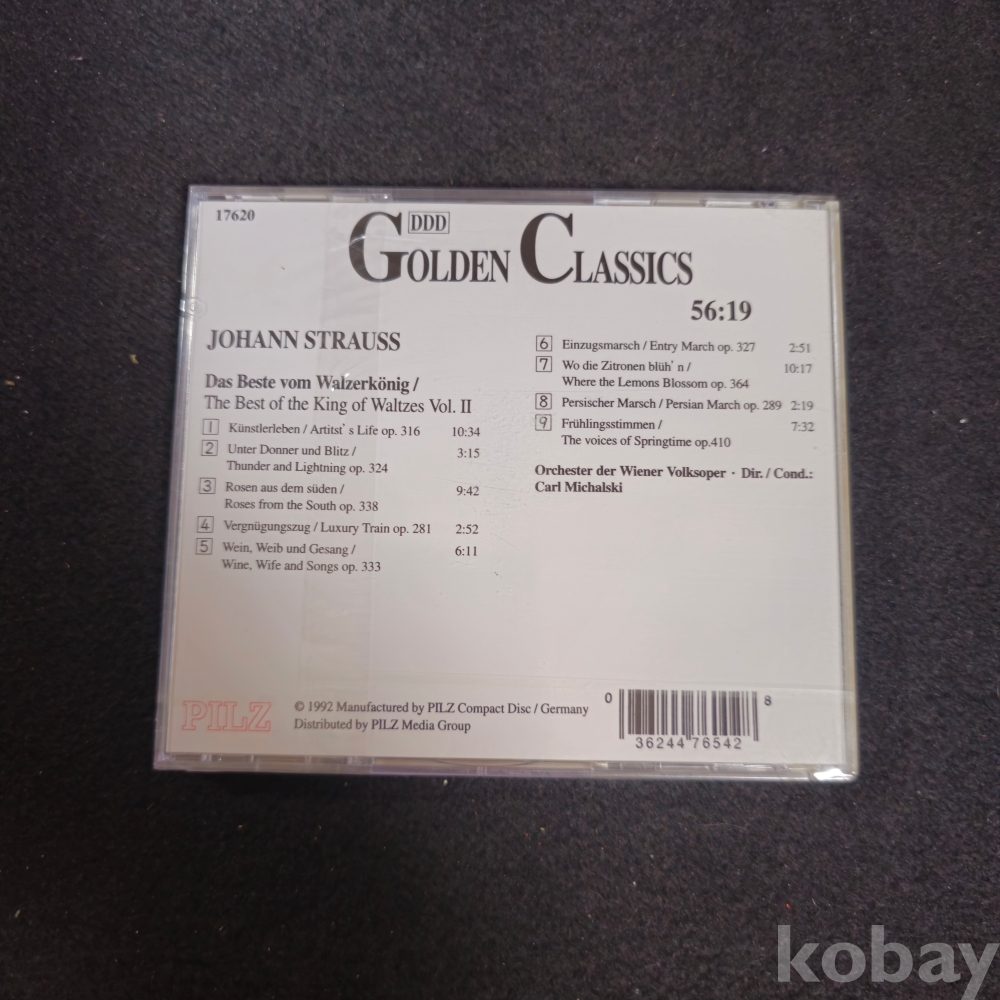 17620
DDD
GOLDEN CLASSICS
56:19
JOHANN STRAUSS
Das Beste vom Walzerkönig /
The Best of the King of Waltzes Vol. II
1 Künstlerleben / Artitst's Life op. 316 10:34
2 Unter Donner und Blitz / 3:15
Thunder and Lightning op. 324
3 Rosen aus dem süden / 9:42
Roses from the South op. 338
4 Vergnügungszug / Luxury Train op. 281 2:52
5 Wein, Weib und Gesang / 6:11
Wine, Wife and Songs op. 333
6 Einzugsmarsch / Entry March op. 327 2:51
7 Wo die Zitronen blüh'n / 10:17
Where the Lemons Blossom op. 364
8 Persischer Marsch / Persian March op. 289 2:19
9 Frühlingsstimmen / 7:32
The voices of Springtime op.410
Orchester der Wiener Volksoper · Dir. / Cond.:
Carl Michalski
PILZ
© 1992 Manufactured by PILZ Compact Disc / Germany
Distributed by PILZ Media Group
0 36244 76542 8
kobay